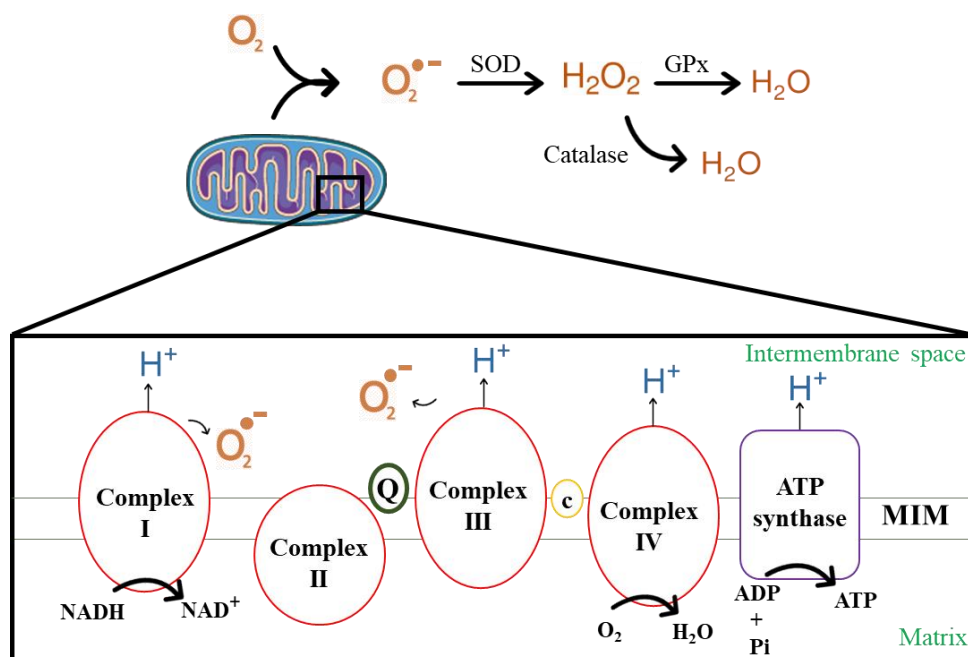 O₂
O₂•−
SOD
H₂O₂
GPx
H₂O
Catalase
H₂O
Intermembrane space
H⁺
O₂•−
O₂•−
H⁺
H⁺
H⁺
Complex
I
Complex
II
Q
Complex
III
c
Complex
IV
ATP
synthase
MIM
NADH
NAD⁺
O₂
H₂O
ADP
+
Pi
ATP
Matrix